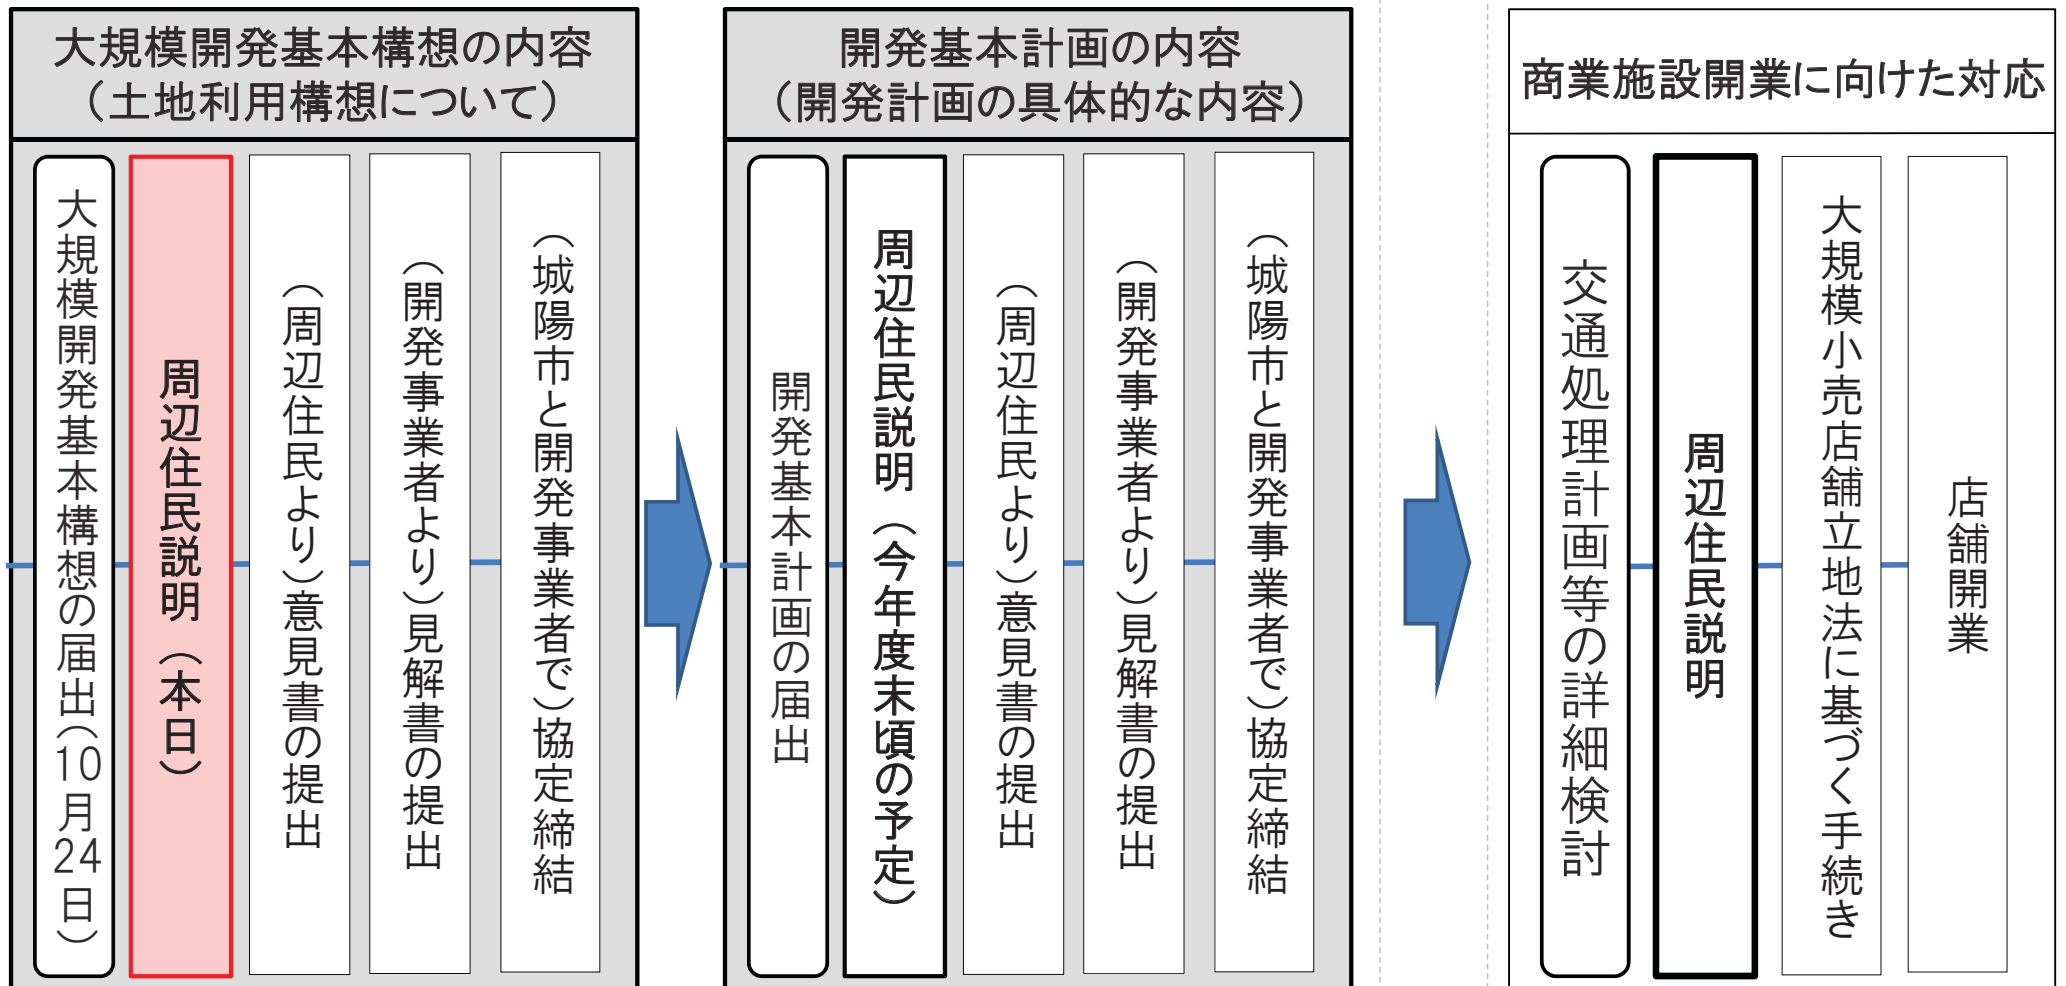 大規模開発基本構想の内容
（土地利用構想について）
大規模開発基本構想の届出（10月24日）
周辺住民説明（本日）
（周辺住民より）意見書の提出
（開発事業者より）見解書の提出
（城陽市と開発事業者で）協定締結
開発基本計画の内容
（開発計画の具体的な内容）
開発基本計画の届出
周辺住民説明（今年度末頃の予定）
（周辺住民より）意見書の提出
（開発事業者より）見解書の提出
（城陽市と開発事業者で）協定締結
商業施設開業に向けた対応
交通処理計画等の詳細検討
周辺住民説明
大規模小売店舗立地法に基づく手続き
店舗開業